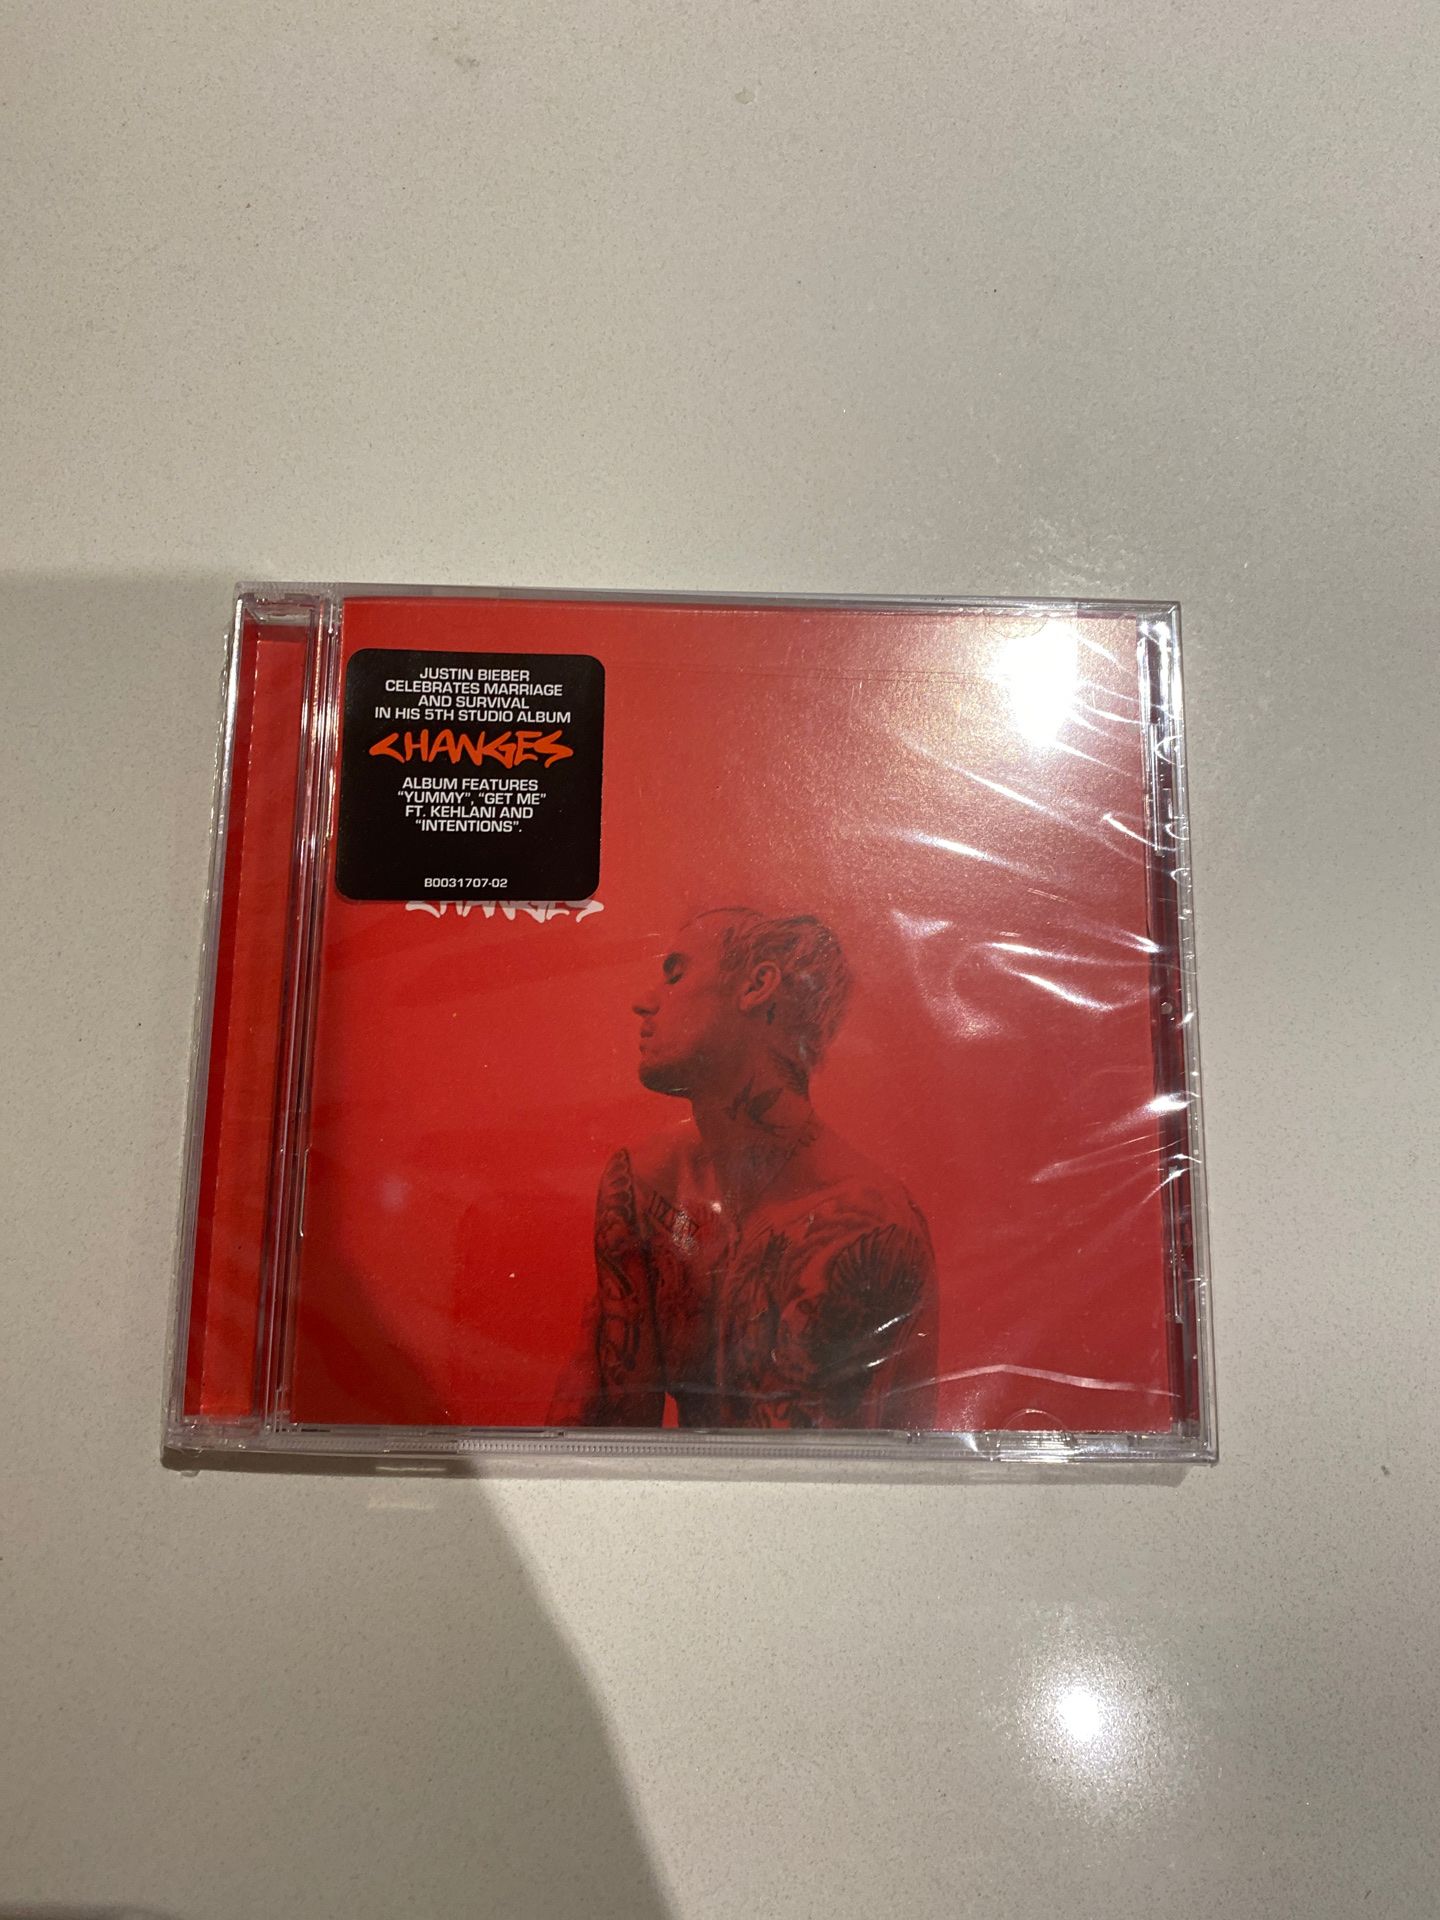 JUSTIN BIEBER
CELEBRATES MARRIAGE
AND SURVIVAL
IN HIS 5TH STUDIO ALBUM
CHANGES
ALBUM FEATURES
“YUMMY”, “GET ME”
FT. KEHLANI AND
“INTENTIONS”.
B0031707-02
CHANGES